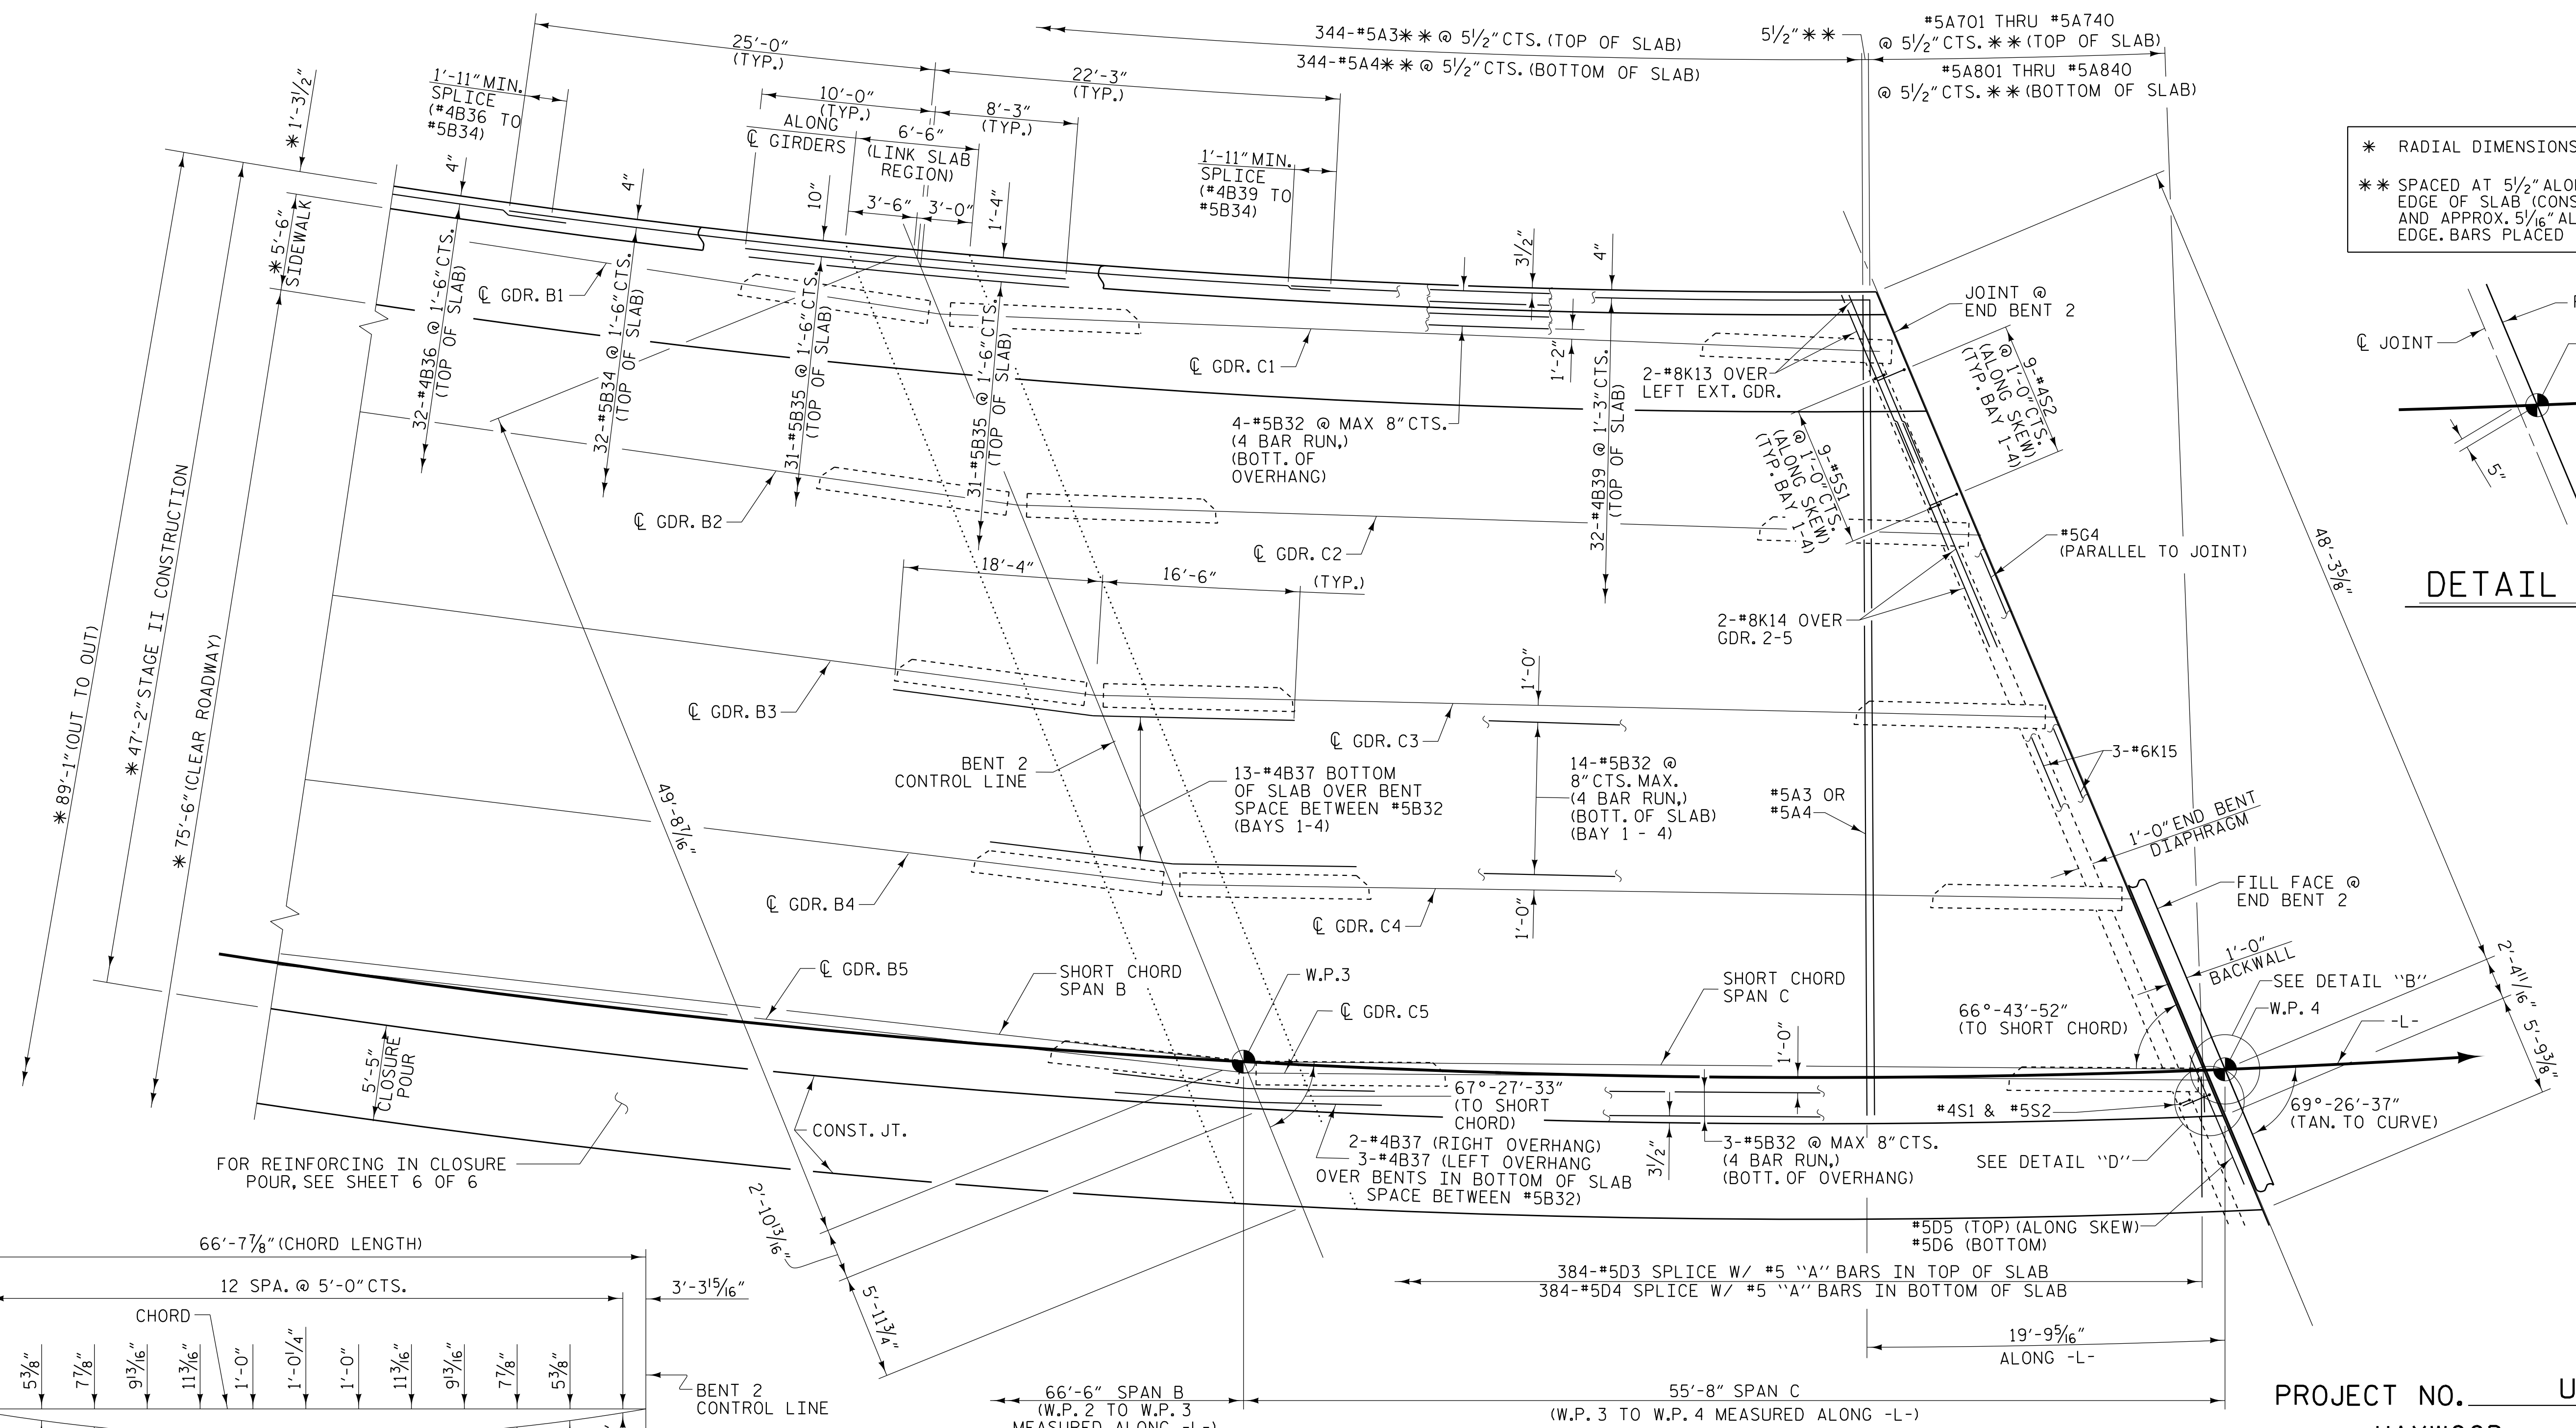 25'-0"
(TYP.)
22'-3"
(TYP.)
344-#5A3** @ 5½" CTS. (TOP OF SLAB)
344-#5A4** @ 5½" CTS. (BOTTOM OF SLAB)
5½"**
#5A701 THRU #5A740
@ 5½" CTS. ** (TOP OF SLAB)
#5A801 THRU #5A840
@ 5½" CTS. ** (BOTTOM OF SLAB)
*1'-3½"
1'-11" MIN.
SPLICE
(#4B36 TO
#5B34)
10'-0"
(TYP.)
8'-3"
(TYP.)
ALONG
℄ GIRDERS
6'-6"
(LINK SLAB
REGION)
3'-6"
3'-0"
1'-11" MIN.
SPLICE
(#4B39 TO
#5B34)
* RADIAL DIMENSIONS
** SPACED AT 5½" ALO
EDGE OF SLAB (CONS
AND APPROX. 5 1/16" AL
EDGE. BARS PLACED
4"
4"
10"
1'-4"
3½"
4"
*5'-6"
SIDEWALK
℄ GDR. B1
32-#4B36 @ 1'-6" CTS.
(TOP OF SLAB)
32-#5B34 @ 1'-6" CTS.
(TOP OF SLAB)
31-#5B35 @ 1'-6" CTS.
(TOP OF SLAB)
31-#5B35 @ 1'-6" CTS.
(TOP OF SLAB)
℄ GDR. C1
1'-2"
32-#4B39 @ 1'-3" CTS.
(TOP OF SLAB)
2-#8K13 OVER
LEFT EXT. GDR.
JOINT @
END BENT 2
9-#4S2
@ 1'-0" CTS.
(ALONG SKEW)
(TYP. BAY 1-4)
9-#5S1
@ 1'-0" CTS.
(ALONG SKEW)
(TYP. BAY 1-4)
4-#5B32 @ MAX 8" CTS.
(4 BAR RUN,)
(BOTT. OF
OVERHANG)
℄ JOINT
F
5"
DETAIL
℄ GDR. B2
℄ GDR. C2
#5G4
(PARALLEL TO JOINT)
48'-3⅝"
18'-4"
16'-6"
(TYP.)
2-#8K14 OVER
GDR. 2-5
*89'-1" (OUT TO OUT)
*47'-2" STAGE II CONSTRUCTION
*75'-6" (CLEAR ROADWAY)
℄ GDR. B3
1'-0"
℄ GDR. C3
3-#6K15
BENT 2
CONTROL LINE
49'-8 7/16"
13-#4B37 BOTTOM
OF SLAB OVER BENT
SPACE BETWEEN #5B32
(BAYS 1-4)
14-#5B32 @
8" CTS. MAX.
(4 BAR RUN,)
(BOTT. OF SLAB)
(BAY 1 - 4)
#5A3 OR
#5A4
1'-0" END BENT
DIAPHRAGM
℄ GDR. B4
℄ GDR. C4
1'-0"
FILL FACE @
END BENT 2
1'-0"
BACKWALL
SEE DETAIL "B"
2'-4 11/16"
℄ GDR. B5
SHORT CHORD
SPAN B
W.P.3
℄ GDR. C5
SHORT CHORD
SPAN C
1'-0"
66°-43'-52"
(TO SHORT CHORD)
W.P. 4
-L-
5'-9⅜"
5'-5"
CLOSURE
POUR
CONST. JT.
67°-27'-33"
(TO SHORT
CHORD)
#4S1 & #5S2
69°-26'-37"
(TAN. TO CURVE)
FOR REINFORCING IN CLOSURE
POUR, SEE SHEET 6 OF 6
2-#4B37 (RIGHT OVERHANG)
3-#4B37 (LEFT OVERHANG
OVER BENTS IN BOTTOM OF SLAB
SPACE BETWEEN #5B32)
3½"
3-#5B32 @ MAX 8" CTS.
(4 BAR RUN,)
(BOTT. OF OVERHANG)
SEE DETAIL "D"
2'-10 13/16"
5'-11¾"
#5D5 (TOP) (ALONG SKEW)
#5D6 (BOTTOM)
66'-7⅞" (CHORD LENGTH)
12 SPA. @ 5'-0" CTS.
3'-3 15/16"
CHORD
384-#5D3 SPLICE W/ #5 "A" BARS IN TOP OF SLAB
384-#5D4 SPLICE W/ #5 "A" BARS IN BOTTOM OF SLAB
5⅜"
7⅞"
9 13/16"
11 3/16"
1'-0"
1'-0¼"
1'-0"
11 3/16"
9 13/16"
7⅞"
5⅜"
19'-9 5/16"
ALONG -L-
BENT 2
CONTROL LINE
66'-6" SPAN B
(W.P. 2 TO W.P. 3
MEASURED ALONG -L-)
55'-8" SPAN C
(W.P. 3 TO W.P. 4 MEASURED ALONG -L-)
PROJECT NO. U